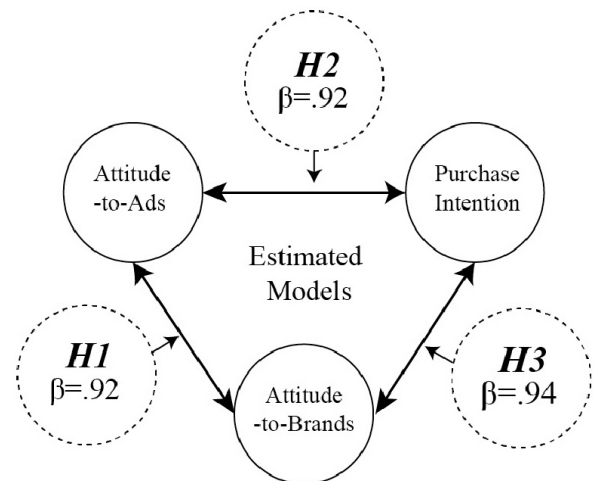 H2
β=.92
Attitude
-to-Ads
Purchase
Intention
Estimated
Models
H1
β=.92
Attitude
-to-Brands
H3
β=.94